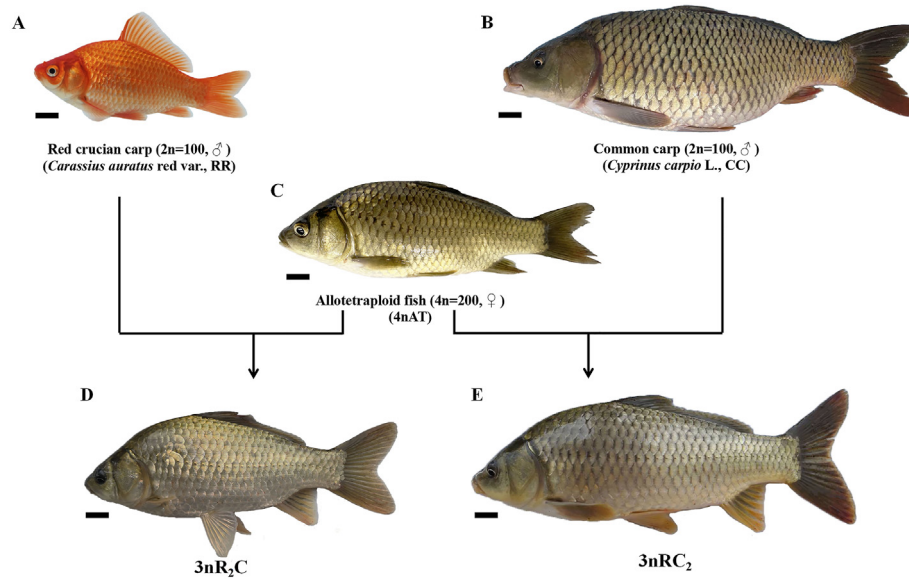 A
B
Red crucian carp (2n=100, ♂)
(Carassius auratus red var., RR)
Common carp (2n=100, ♂)
(Cyprinus carpio L., CC)
C
Allotetraploid fish (4n=200, ♀)
(4nAT)
D
E
3nR₂C
3nRC₂